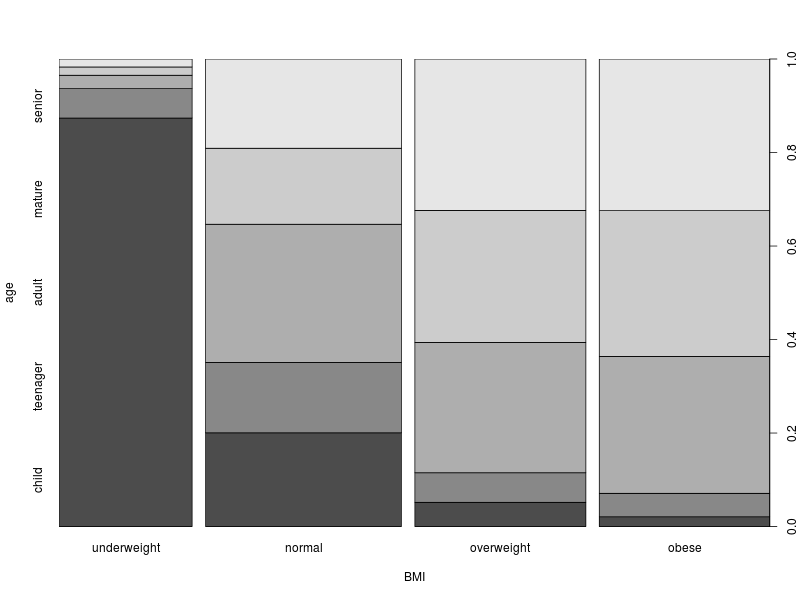 senior
mature
adult
teenager
child
age
1.0
0.8
0.6
0.4
0.2
0.0
underweight normal overweight obese
BMI